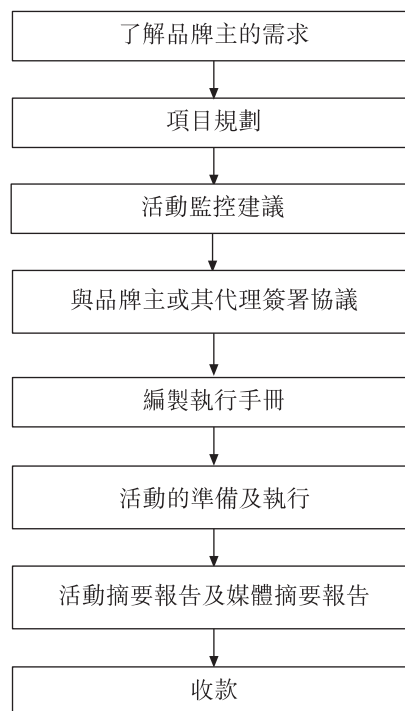 了解品牌主的需求
項目規劃
活動監控建議
與品牌主或其代理簽署協議
編製執行手冊
活動的準備及執行
活動摘要報告及媒體摘要報告
收款